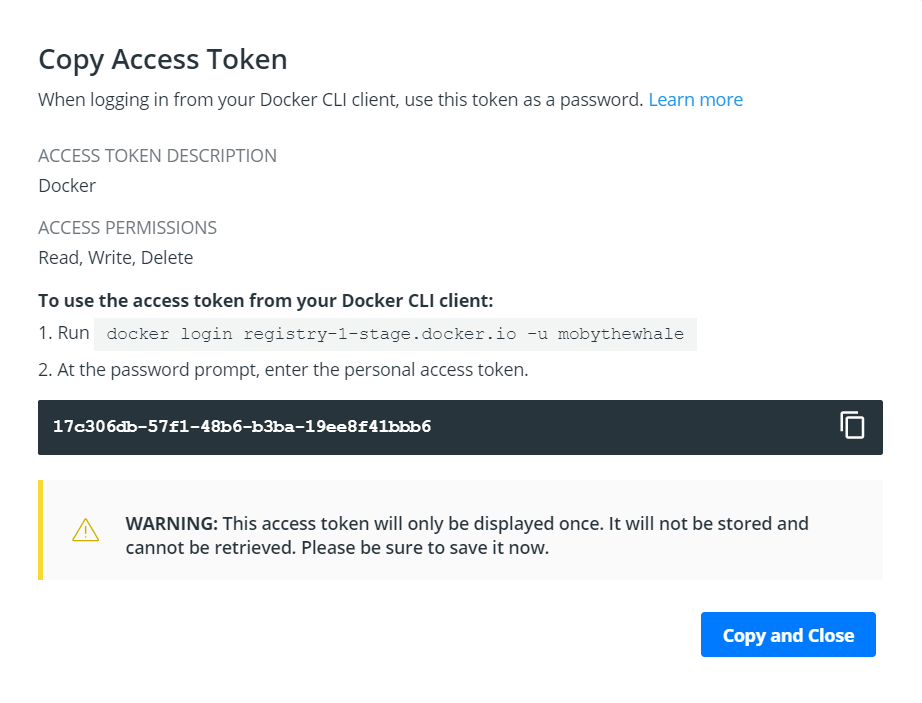 Copy Access Token
When logging in from your Docker CLI client, use this token as a password. Learn more
ACCESS TOKEN DESCRIPTION
Docker
ACCESS PERMISSIONS
Read, Write, Delete
To use the access token from your Docker CLI client:
1. Run docker login registry-1-stage.docker.io -u mobythewhale
2. At the password prompt, enter the personal access token.
17c306db-57f1-48b6-b3ba-19ee8f41bbb6
WARNING: This access token will only be displayed once. It will not be stored and
cannot be retrieved. Please be sure to save it now.
Copy and Close